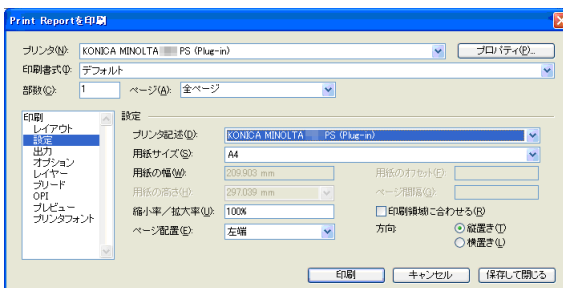 Print Reportを印刷
プリンタ(N): KONICA MINOLTA PS (Plug-in) プロパティ(P)...
印刷書式(I): デフォルト
部数(C): 1 ページ(A): 全ページ
印刷
レイアウト
設定
出力
オプション
レイヤー
ブリード
OPI
プレビュー
プリンタフォント
設定
プリンタ記述(D): KONICA MINOLTA PS (Plug-in)
用紙サイズ(S): A4
用紙の幅(W): 209.903 mm 用紙のオフセット(F):
用紙の高さ(H): 297.039 mm ページ間隔(G):
縮小率/拡大率(U): 100% 印刷領域に合わせる(R)
ページ配置(E): 左端 方向: 縦置き(T)
横置き(L)
印刷 キャンセル 保存して閉じる